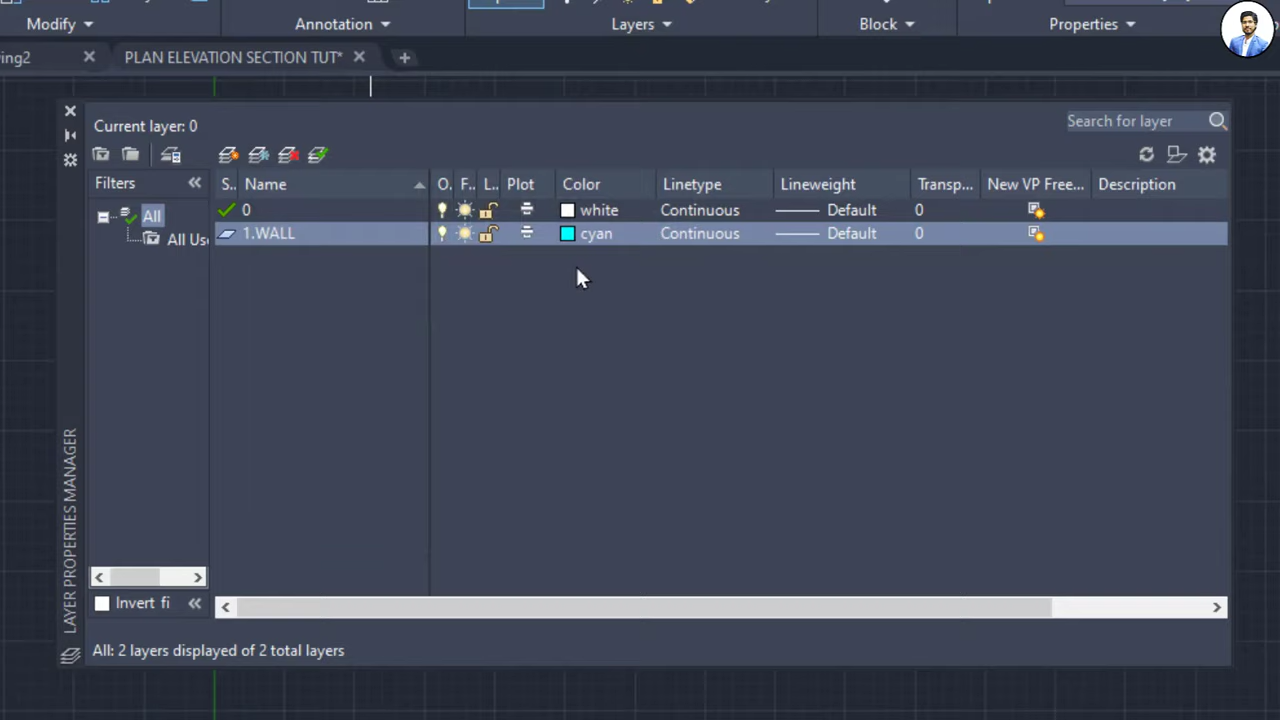 Modify Annotation Layers Block Properties
ing2 PLAN ELEVATION SECTION TUT*
Current layer: 0
Search for layer
Filters
S.. Name O. F.. L.. Plot Color Linetype Lineweight Transp... New VP Free... Description
All
0 white Continuous Default 0
All Us
1.WALL cyan Continuous Default 0
LAYER PROPERTIES MANAGER
Invert fi
All: 2 layers displayed of 2 total layers